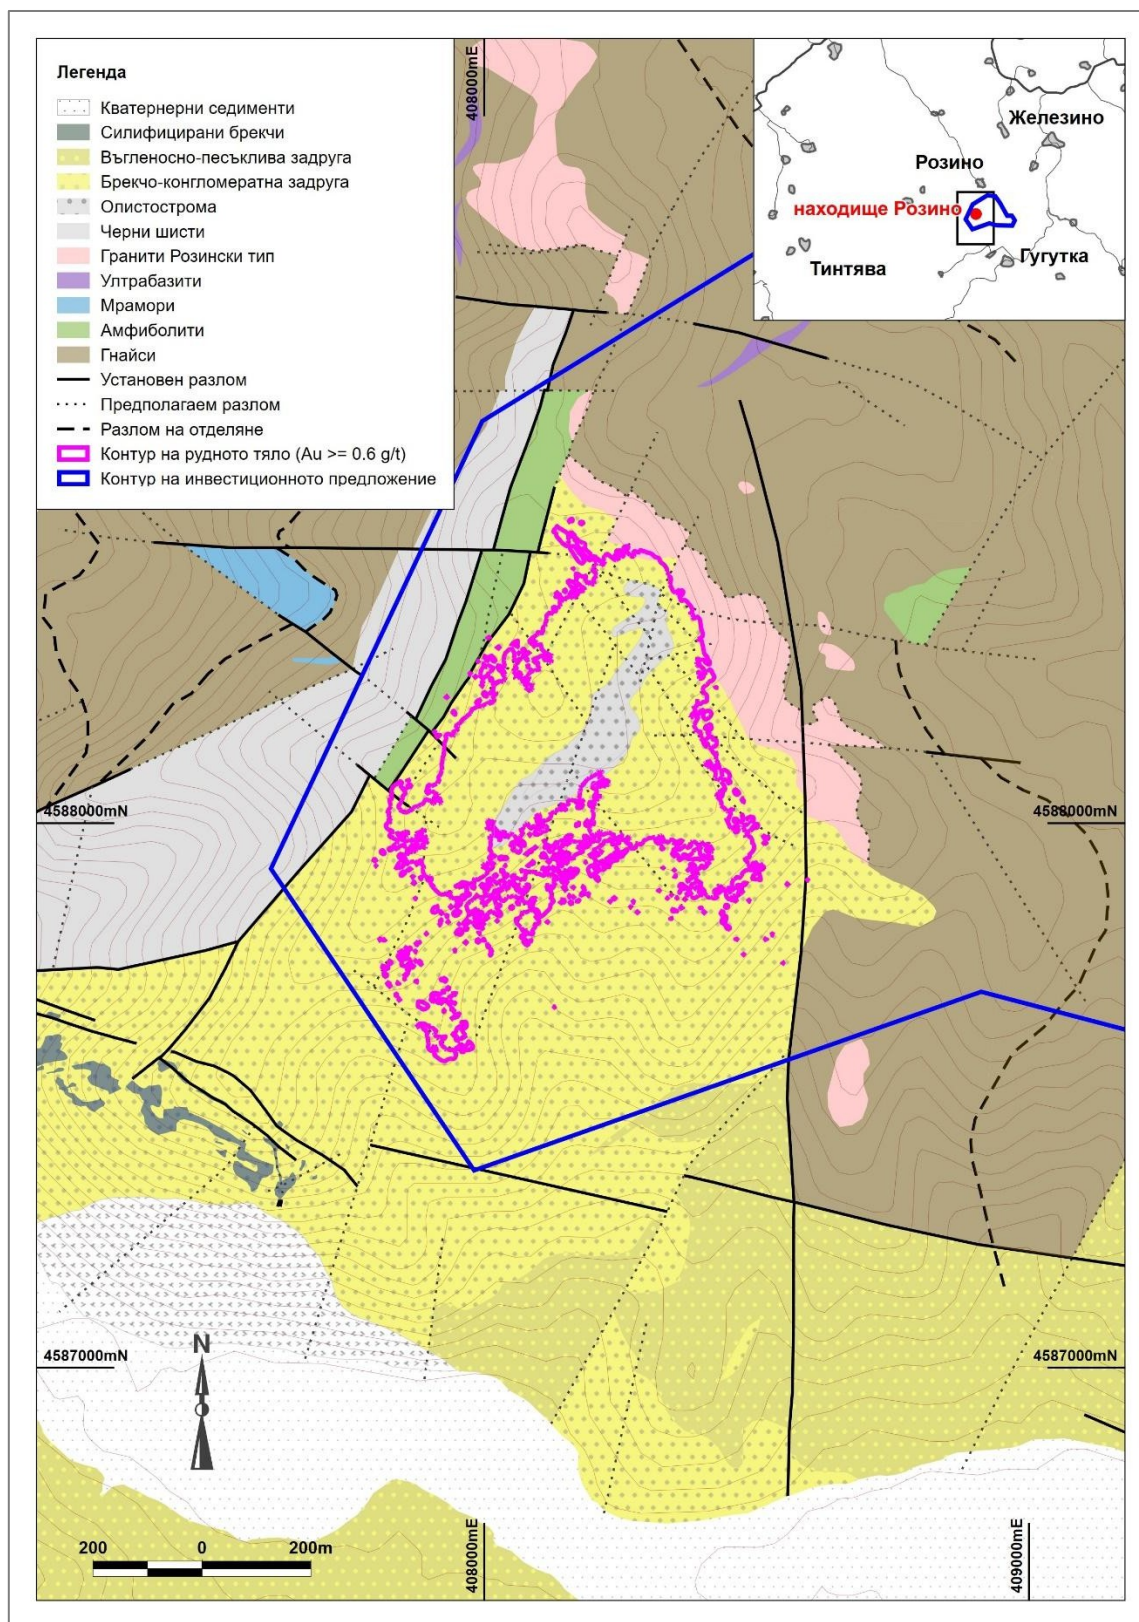 Легенда
Кватернерни седименти
Силифицирани брекчи
Въгленосно-песъклива задруга
Брекчо-конгломератна задруга
Олистострома
Черни шисти
Гранити Розински тип
Ултрабазити
Мрамори
Амфиболити
Гнайси
Установен разлом
Предполагаем разлом
Разлом на отделяне
Контур на рудното тяло (Au >= 0.6 g/t)
Контур на инвестиционното предложение
408000mE
Железино
Розино
находище Розино
Гугутка
Тинтява
4588000mN
4588000mN
4587000mN
4587000mN
N
200 0 200m
408000mE
409000mE